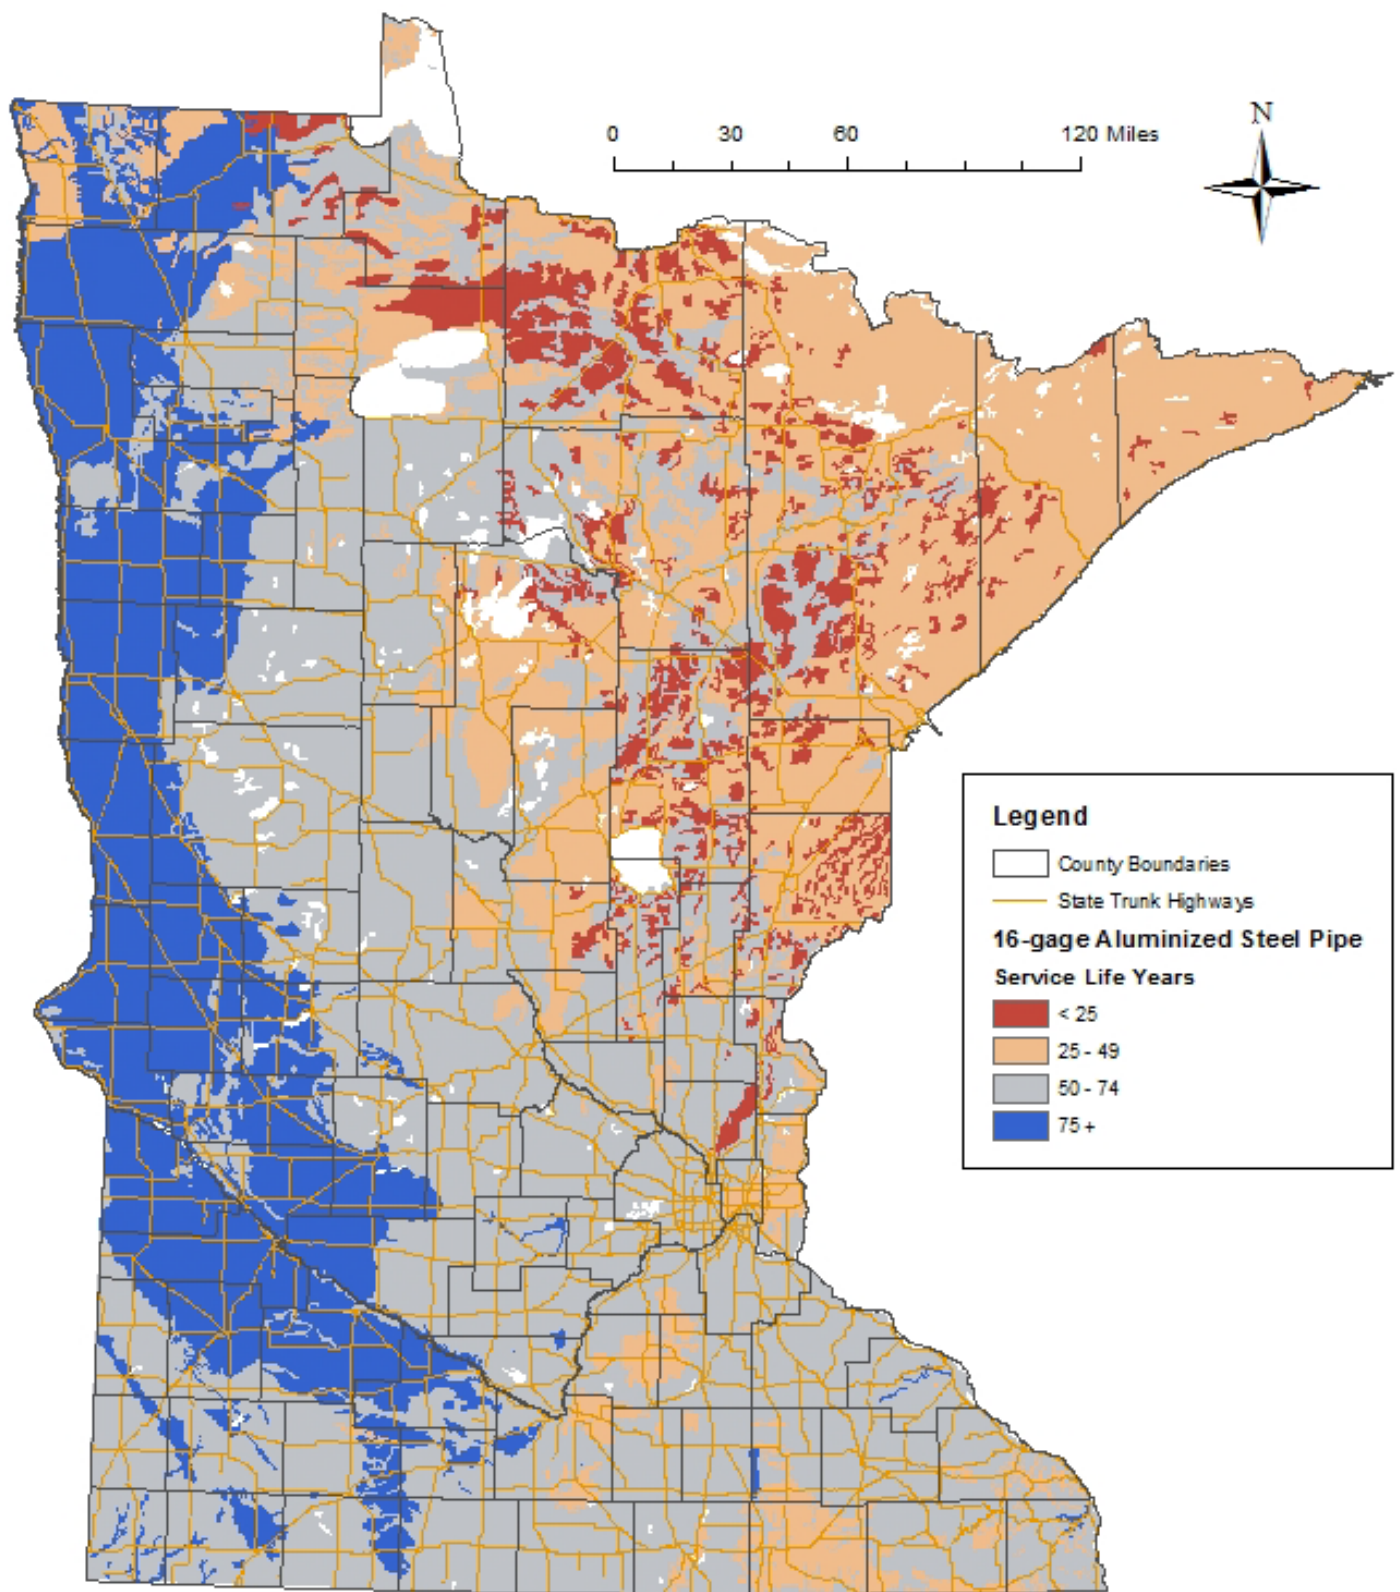 N
0 30 60 120 Miles
Legend
County Boundaries
State Trunk Highways
16-gage Aluminized Steel Pipe
Service Life Years
< 25
25 - 49
50 - 74
75 +